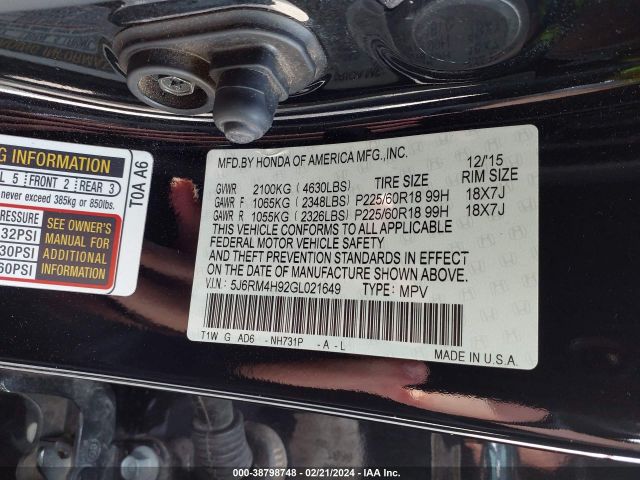 MFD.BY HONDA OF AMERICA MFG.,INC. 12/'15
GVWR 2100KG ( 4630LBS) TIRE SIZE RIM SIZE
GAWR F 1065KG ( 2348LBS) P225/60R18 99H 18X7J
GAWR R 1055KG ( 2326LBS) P225/60R18 99H 18X7J
THIS VEHICLE CONFORMS TO ALL APPLICABLE
FEDERAL MOTOR VEHICLE SAFETY
AND THEFT PREVENTION STANDARDS IN EFFECT
ON THE DATE OF MANUFACTURE SHOWN ABOVE.
V.I.N.: 5J6RM4H92GL021649 TYPE: MPV
T1W G AD6 - NH731P - A - L
MADE IN U.S.A.
INFORMATION
5 FRONT 2 REAR 3
never exceed 385kg or 850lbs.
PRESSURE
32PSI
30PSI
60PSI
SEE OWNER'S
MANUAL FOR
ADDITIONAL
INFORMATION
TOA A6
000-38798748 - 02/21/2024 - IAA Inc.